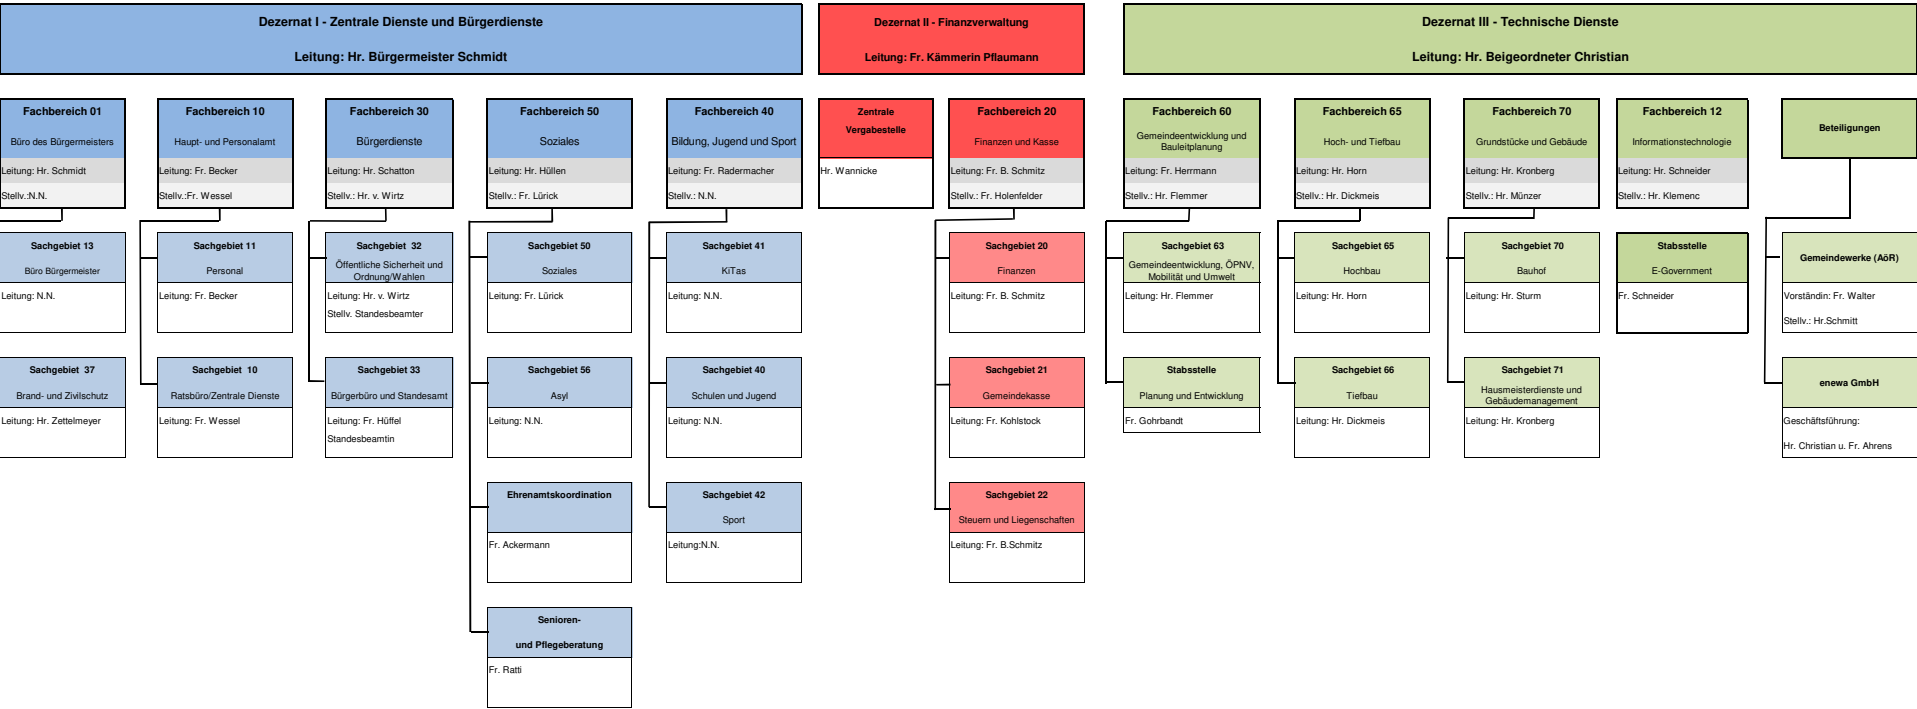 Dezernat I - Zentrale Dienste und Bürgerdienste
Leitung: Hr. Bürgermeister Schmidt
Dezernat II - Finanzverwaltung
Leitung: Fr. Kämmerin Pflaumann
Dezernat III - Technische Dienste
Leitung: Hr. Beigeordneter Christian
Fachbereich 01
Büro des Bürgermeisters
Leitung: Hr. Schmidt
Stellv.:N.N.
Sachgebiet 13
Büro Bürgermeister
Leitung: N.N.
Sachgebiet 37
Brand- und Zivilschutz
Leitung: Hr. Zettelmeyer
Fachbereich 10
Haupt- und Personalamt
Leitung: Fr. Becker
Stellv.:Fr. Wessel
Sachgebiet 11
Personal
Leitung: Fr. Becker
Sachgebiet 10
Ratsbüro/Zentrale Dienste
Leitung: Fr. Wessel
Fachbereich 30
Bürgerdienste
Leitung: Hr. Schatton
Stellv.: Hr. v. Wirtz
Sachgebiet 32
Öffentliche Sicherheit und
Ordnung/Wahlen
Leitung: Hr. v. Wirtz
Stellv. Standesbeamter
Sachgebiet 33
Bürgerbüro und Standesamt
Leitung: Fr. Hüffel
Standesbeamtin
Fachbereich 50
Soziales
Leitung: Hr. Hüllen
Stellv.: Fr. Lürick
Sachgebiet 50
Soziales
Leitung: Fr. Lürick
Sachgebiet 56
Asyl
Leitung: N.N.
Ehrenamtskoordination
Fr. Ackermann
Senioren-
und Pflegeberatung
Fr. Ratti
Fachbereich 40
Bildung, Jugend und Sport
Leitung: Fr. Radermacher
Stellv.: N.N.
Sachgebiet 41
KiTas
Leitung: N.N.
Sachgebiet 40
Schulen und Jugend
Leitung: N.N.
Sachgebiet 42
Sport
Leitung:N.N.
Zentrale
Vergabestelle
Hr. Wannicke
Fachbereich 20
Finanzen und Kasse
Leitung: Fr. B. Schmitz
Stellv.: Fr. Holenfelder
Sachgebiet 20
Finanzen
Leitung: Fr. B. Schmitz
Sachgebiet 21
Gemeindekasse
Leitung: Fr. Kohlstock
Sachgebiet 22
Steuern und Liegenschaften
Leitung: Fr. B.Schmitz
Fachbereich 60
Gemeindeentwicklung und
Bauleitplanung
Leitung: Fr. Herrmann
Stellv.: Hr. Flemmer
Sachgebiet 63
Gemeindeentwicklung, ÖPNV,
Mobilität und Umwelt
Leitung: Hr. Flemmer
Stabsstelle
Planung und Entwicklung
Fr. Gohrbandt
Fachbereich 65
Hoch- und Tiefbau
Leitung: Hr. Horn
Stellv.: Hr. Dickmeis
Sachgebiet 65
Hochbau
Leitung: Hr. Horn
Sachgebiet 66
Tiefbau
Leitung: Hr. Dickmeis
Fachbereich 70
Grundstücke und Gebäude
Leitung: Hr. Kronberg
Stellv.: Hr. Münzer
Sachgebiet 70
Bauhof
Leitung: Hr. Sturm
Sachgebiet 71
Hausmeisterdienste und
Gebäudemanagement
Leitung: Hr. Kronberg
Fachbereich 12
Informationstechnologie
Leitung: Hr. Schneider
Stellv.: Hr. Klemenc
Stabsstelle
E-Government
Fr. Schneider
Beteiligungen
Gemeindewerke (AöR)
Vorständin: Fr. Walter
Stellv.: Hr.Schmitt
enewa GmbH
Geschäftsführung:
Hr. Christian u. Fr. Ahrens